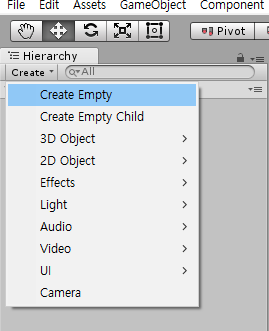 File Edit Assets GameObject Component
Pivot
Hierarchy
Create All
Create Empty
Create Empty Child
3D Object
2D Object
Effects
Light
Audio
Video
UI
Camera